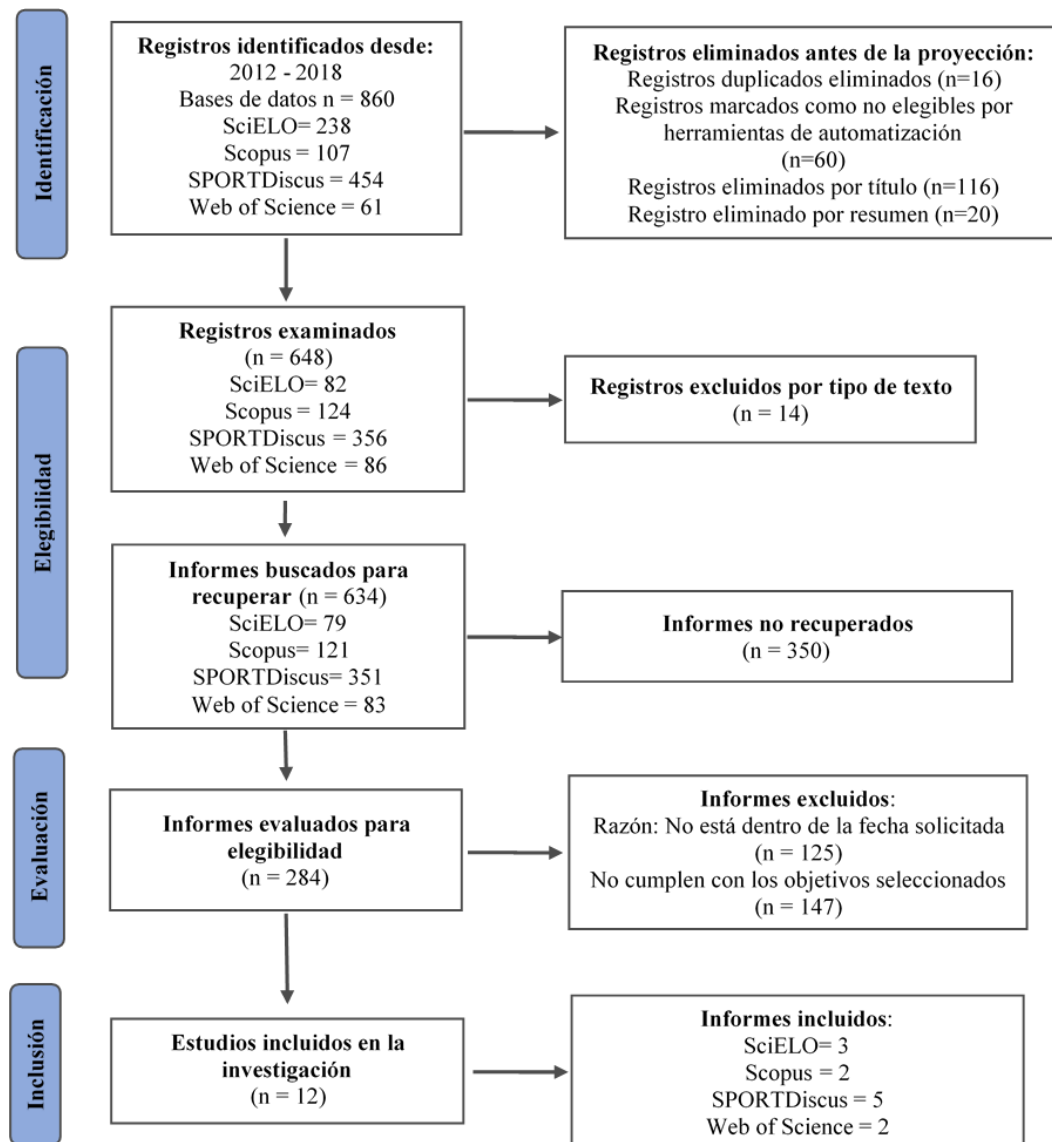 Identificación
Registros identificados desde:
2012 - 2018
Bases de datos n = 860
SciELO= 238
Scopus = 107
SPORTDiscus = 454
Web of Science = 61
Registros eliminados antes de la proyección:
Registros duplicados eliminados (n=16)
Registros marcados como no elegibles por
herramientas de automatización
(n=60)
Registros eliminados por título (n=116)
Registro eliminado por resumen (n=20)
Elegibilidad
Registros examinados
(n = 648)
SciELO= 82
Scopus = 124
SPORTDiscus = 356
Web of Science = 86
Registros excluidos por tipo de texto
(n = 14)
Informes buscados para
recuperar (n = 634)
SciELO= 79
Scopus= 121
SPORTDiscus= 351
Web of Science = 83
Informes no recuperados
(n = 350)
Evaluación
Informes evaluados para
elegibilidad
(n = 284)
Informes excluidos:
Razón: No está dentro de la fecha solicitada
(n = 125)
No cumplen con los objetivos seleccionados
(n = 147)
Inclusión
Estudios incluidos en la
investigación
(n = 12)
Informes incluidos:
SciELO= 3
Scopus = 2
SPORTDiscus = 5
Web of Science = 2